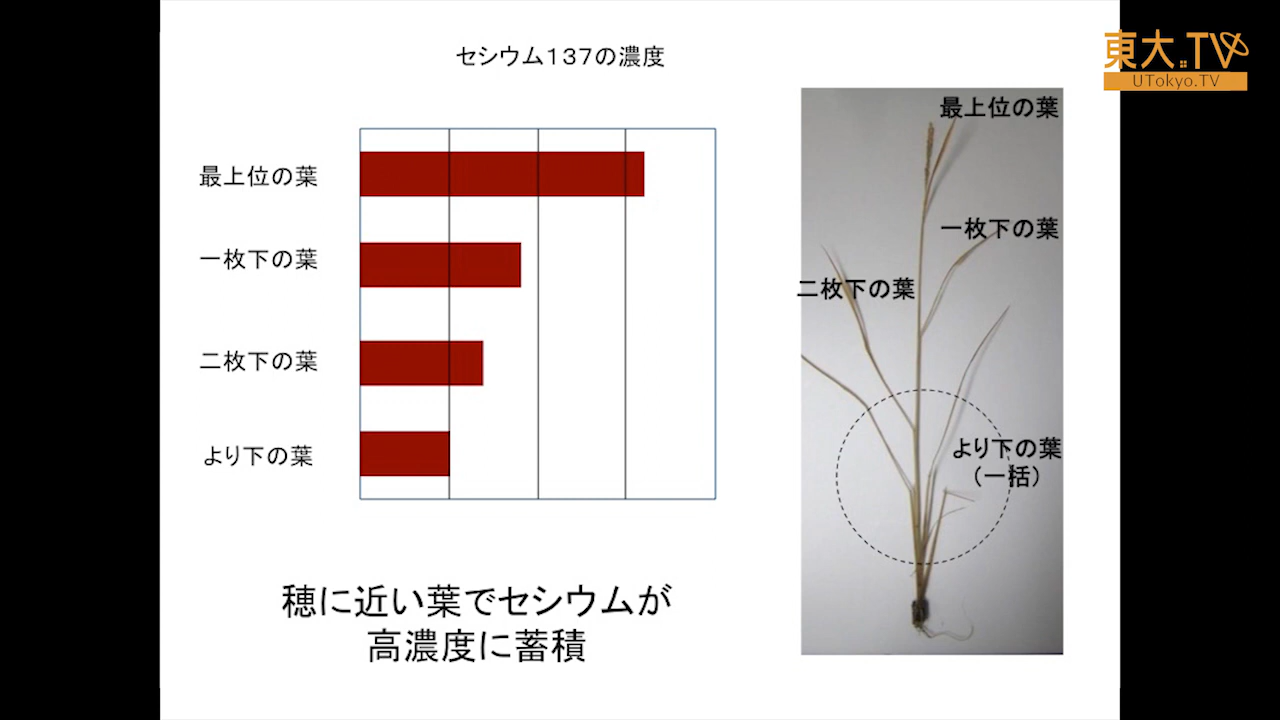 セシウム137の濃度
東大TV
UTokyo.TV
最上位の葉
一枚下の葉
二枚下の葉
より下の葉
最上位の葉
一枚下の葉
二枚下の葉
より下の葉
(一括)
穂に近い葉でセシウムが
高濃度に蓄積